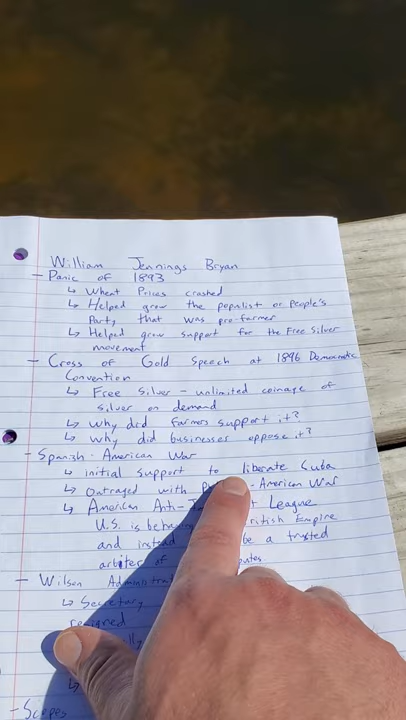 William Jennings Bryan
- Panic of 1893
↳ Wheat Prices crashed
↳ Helped grow the populist or People's
Party that was pro-farmer
↳ Helped grow support for the Free Silver
movement
- Cross of Gold Speech at 1896 Democratic
Convention
↳ Free Silver - unlimited coinage of
silver on demand
↳ Why did farmers support it?
↳ Why did businesses oppose it?
- Spanish-American War
↳ initial support to liberate Cuba
↳ Outraged with -American War
↳ American Anti- League
U.S. is British Empire
and instead be a trusted
arbiter of
- Wilson
↳ Secretary
resigned
- Scopes